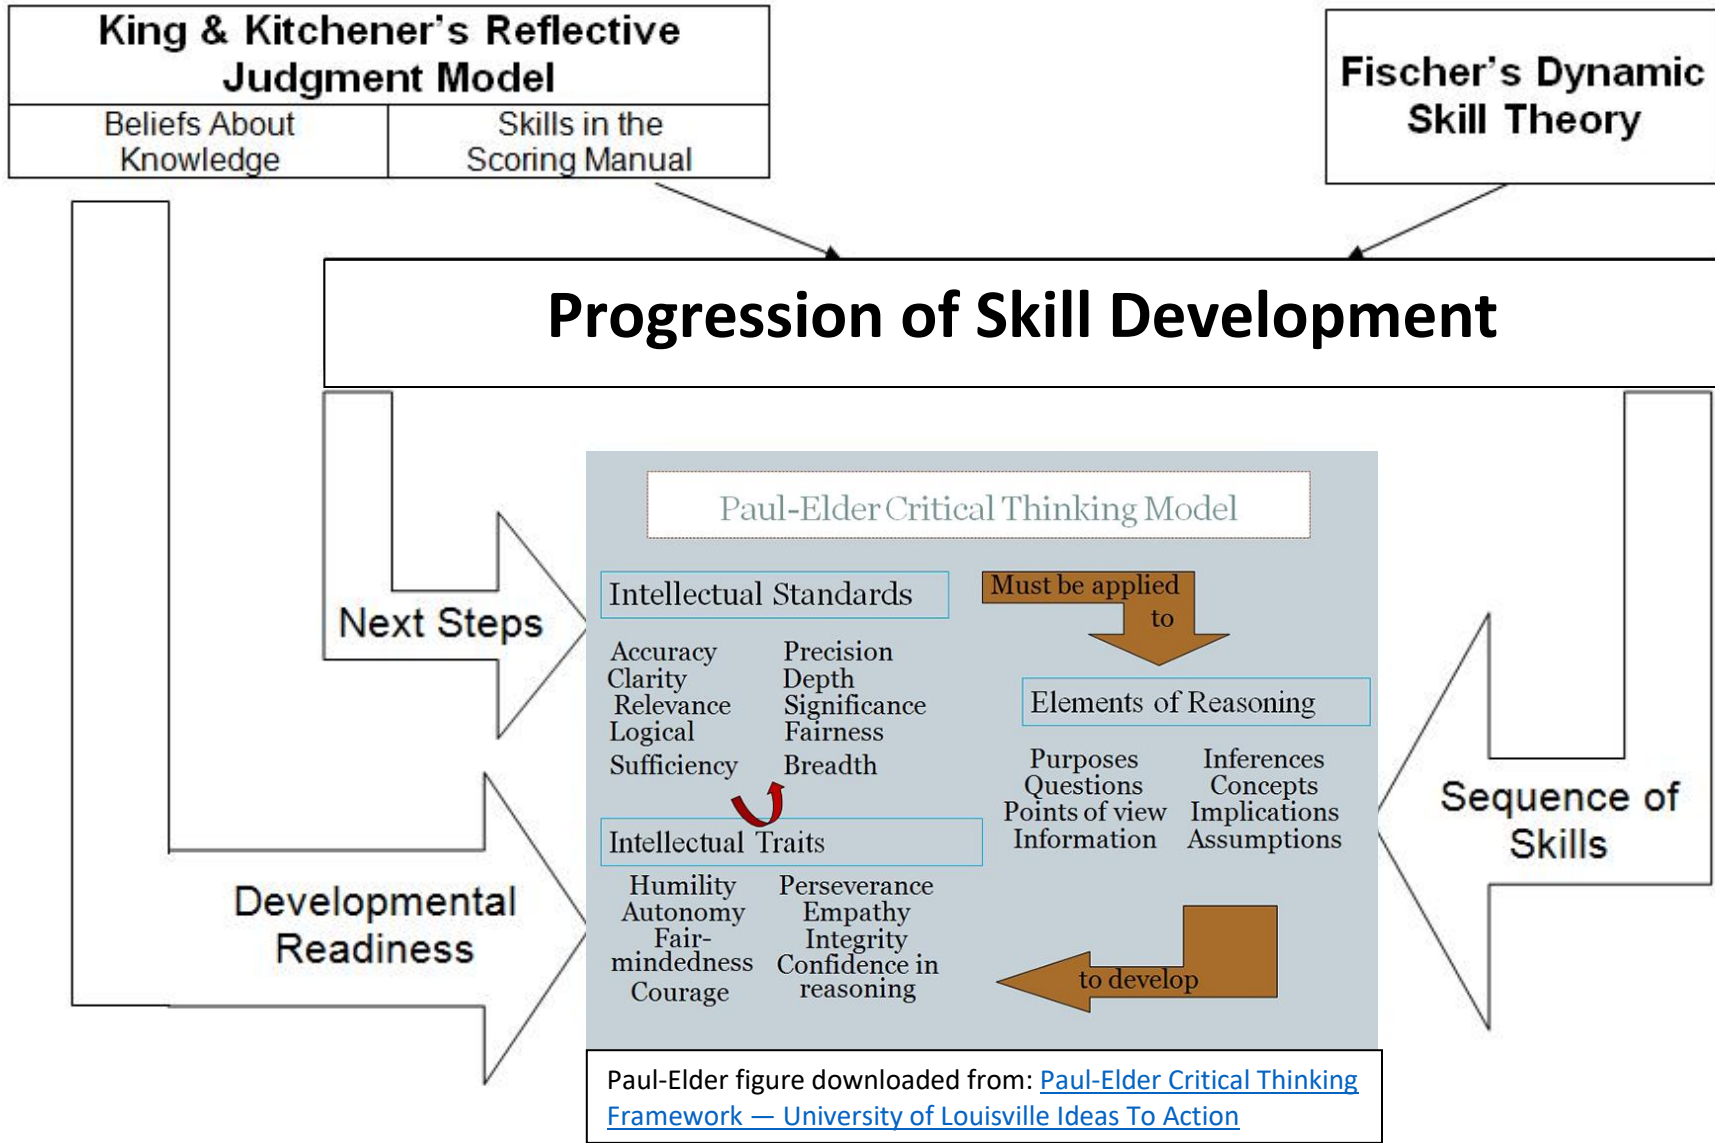 King & Kitchener's Reflective
Judgment Model
Beliefs About
Knowledge
Skills in the
Scoring Manual
Fischer's Dynamic
Skill Theory
Progression of Skill Development
Next Steps
Developmental
Readiness
Paul-Elder Critical Thinking Model
Intellectual Standards
Accuracy
Clarity
Relevance
Logical
Sufficiency
Precision
Depth
Significance
Fairness
Breadth
Must be applied
to
Elements of Reasoning
Purposes
Questions
Points of view
Information
Inferences
Concepts
Implications
Assumptions
Intellectual Traits
Humility
Autonomy
Fair-
mindedness
Courage
Perseverance
Empathy
Integrity
Confidence in
reasoning
to develop
Sequence of
Skills
Paul-Elder figure downloaded from: Paul-Elder Critical Thinking
Framework — University of Louisville Ideas To Action